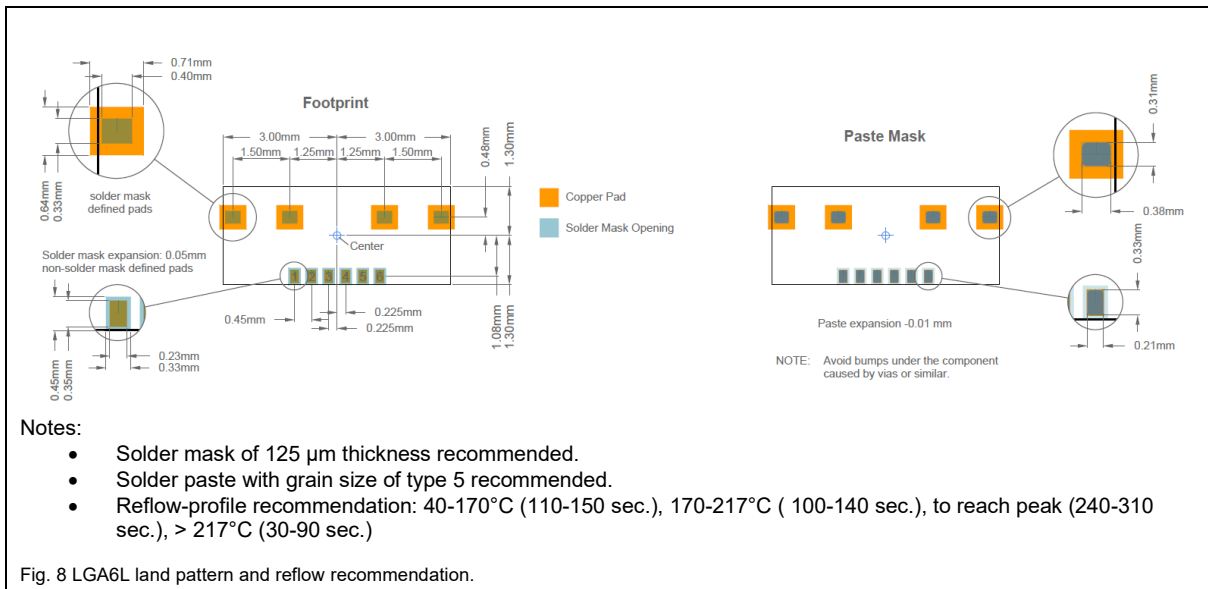 0.71mm
0.40mm
Footprint
3.00mm 3.00mm
1.50mm 1.25mm 1.25mm 1.50mm
0.48mm
1.30mm
0.64mm
0.33mm
solder mask
defined pads
Copper Pad
Solder Mask Opening
Center
Solder mask expansion: 0.05mm
non-solder mask defined pads
1 2 3 4 5 6
0.45mm
0.225mm
0.225mm
1.08mm
1.30mm
0.45mm
0.35mm
0.23mm
0.33mm
Paste Mask
0.31mm
0.38mm
0.33mm
0.21mm
Paste expansion -0.01 mm
NOTE: Avoid bumps under the component
caused by vias or similar.
Notes:
• Solder mask of 125 µm thickness recommended.
• Solder paste with grain size of type 5 recommended.
• Reflow-profile recommendation: 40-170°C (110-150 sec.), 170-217°C ( 100-140 sec.), to reach peak (240-310
sec.), > 217°C (30-90 sec.)
Fig. 8 LGA6L land pattern and reflow recommendation.